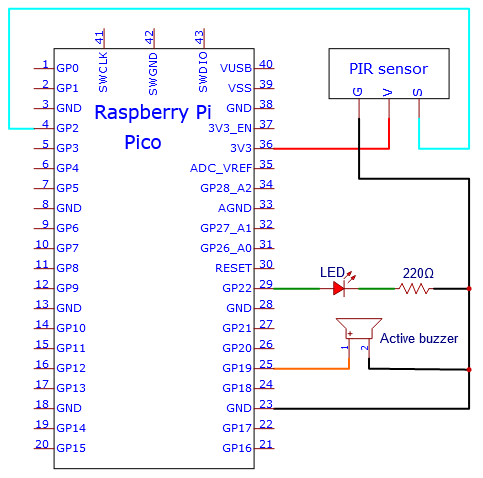 41 42 43
SWCLK SWGND SWDIO
PIR sensor
G V S
Raspberry Pi
Pico
1 GP0 VUSB 40
2 GP1 VSS 39
3 GND GND 38
4 GP2 3V3_EN 37
5 GP3 3V3 36
6 GP4 ADC_VREF 35
7 GP5 GP28_A2 34
8 GND AGND 33
9 GP6 GP27_A1 32
10 GP7 GP26_A0 31
11 GP8 RESET 30
12 GP9 GP22 29
13 GND GND 28
14 GP10 GP21 27
15 GP11 GP20 26
16 GP12 GP19 25
17 GP13 GP18 24
18 GND GND 23
19 GP14 GP17 22
20 GP15 GP16 21
LED 220Ω
+
1 2
Active buzzer